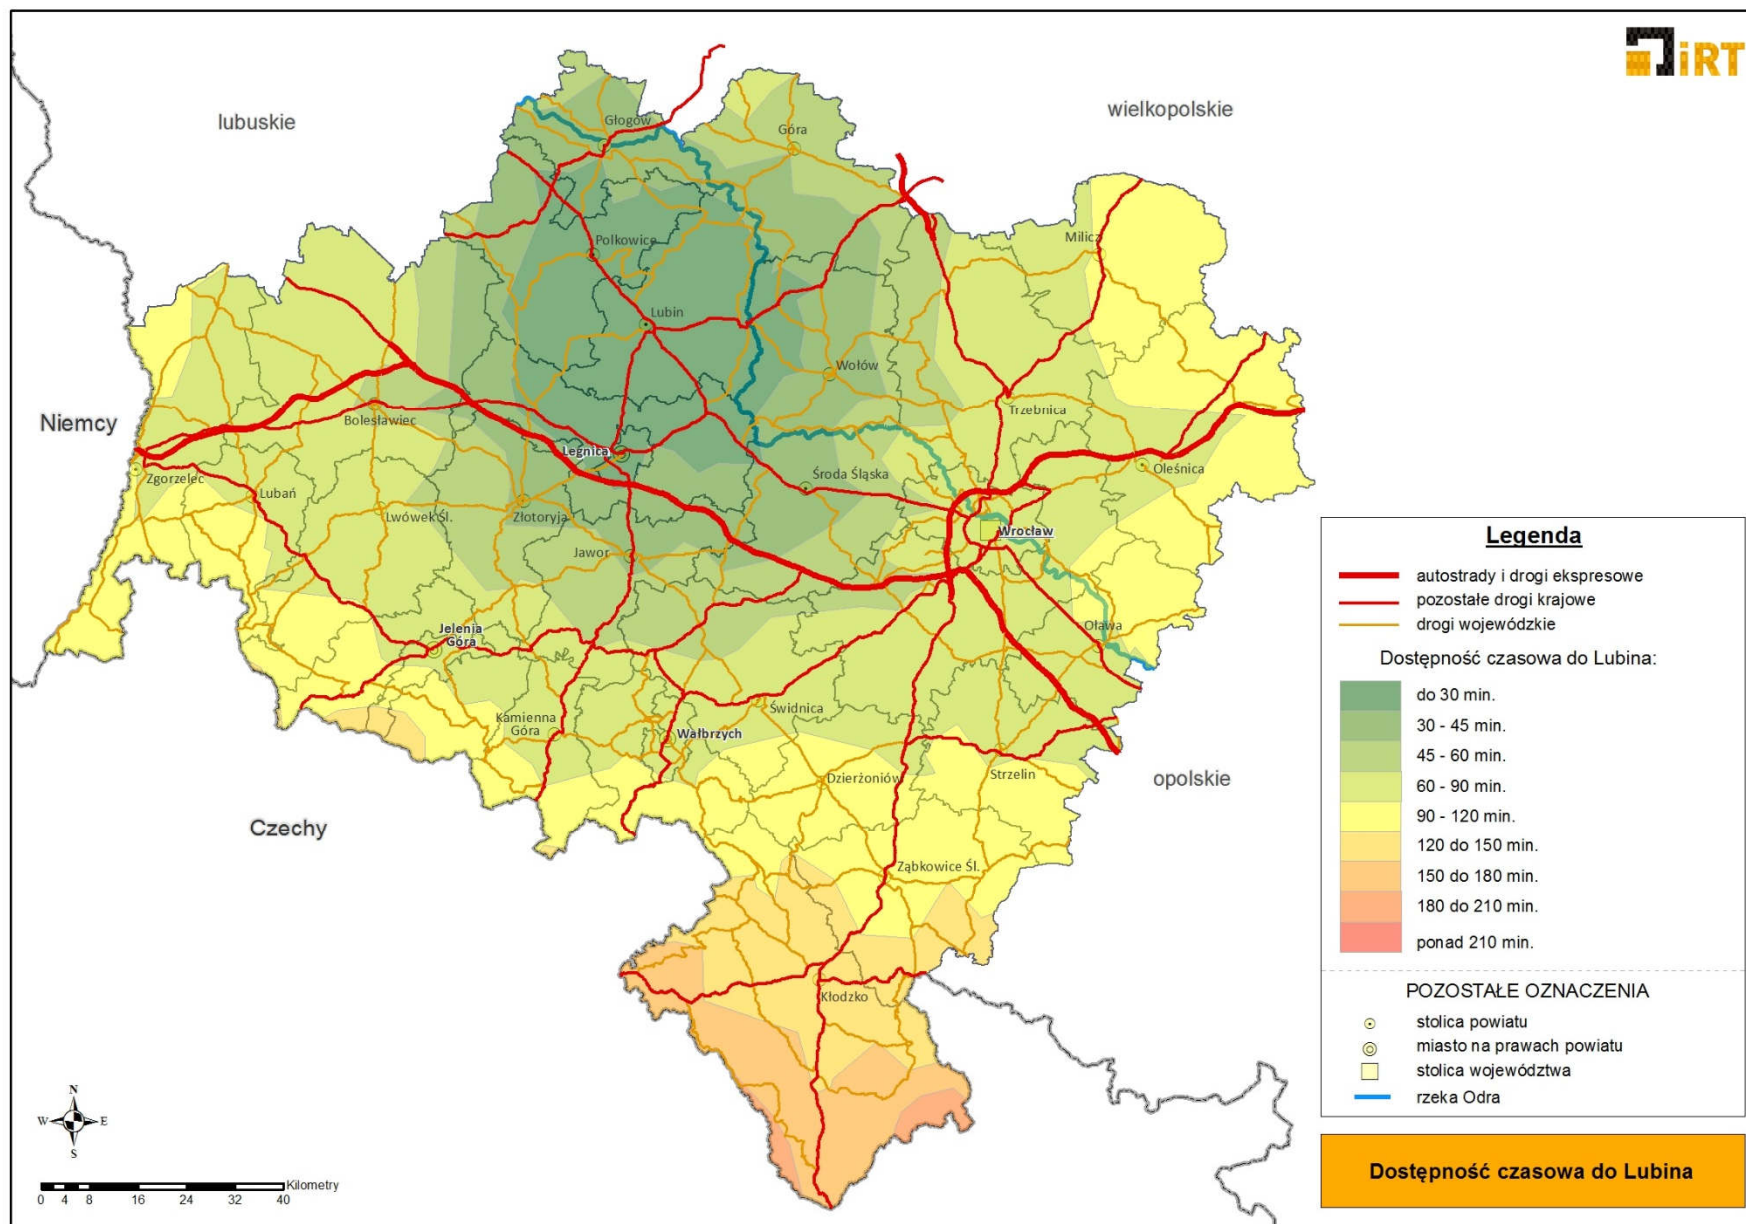 iRT
lubuskie
wielkopolskie
Głogów
Góra
Polkowice
Milicz
Lubin
Wołów
Trzebnica
Niemcy
Bolesławiec
Legnica
Oleśnica
Zgorzelec
Środa Śląska
Lubań
Lwówek Śl.
Złotoryja
Wrocław
Jawor
Jelenia
Góra
Oława
Kamienna
Góra
Świdnica
Wałbrzych
Dzierżoniów
Strzelin
opolskie
Czechy
Ząbkowice Śl.
Kłodzko
Legenda
autostrady i drogi ekspresowe
pozostałe drogi krajowe
drogi wojewódzkie
Dostępność czasowa do Lubina:
do 30 min.
30 - 45 min.
45 - 60 min.
60 - 90 min.
90 - 120 min.
120 do 150 min.
150 do 180 min.
180 do 210 min.
ponad 210 min.
POZOSTAŁE OZNACZENIA
stolica powiatu
miasto na prawach powiatu
stolica województwa
rzeka Odra
Dostępność czasowa do Lubina
N
W E
S
Kilometry
0 4 8 16 24 32 40